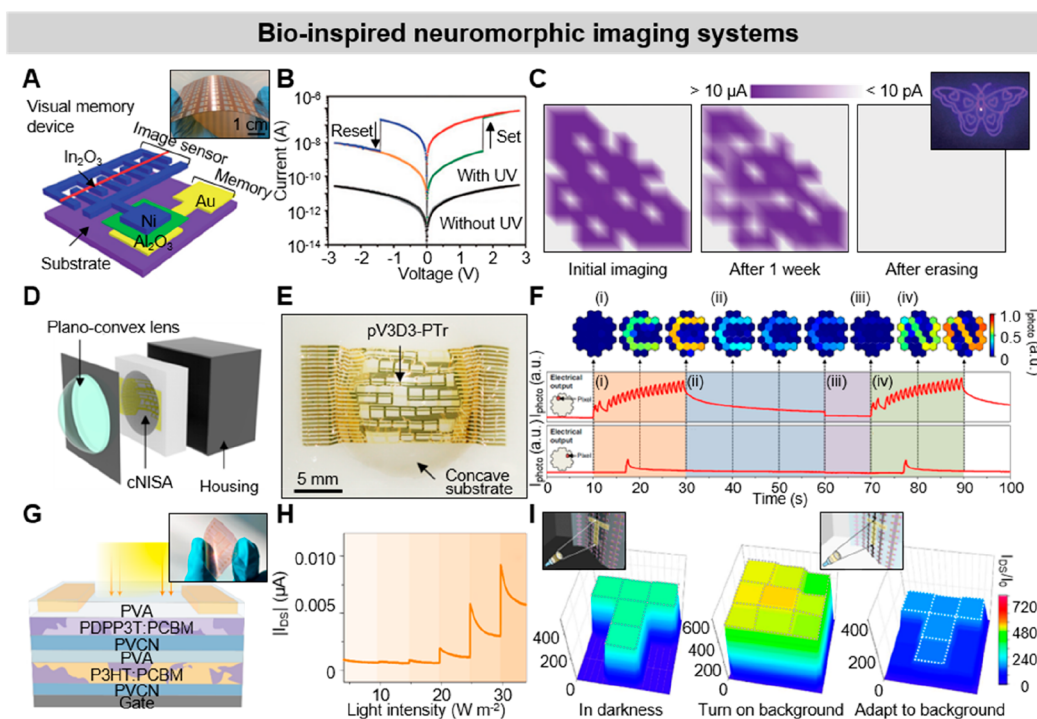 Bio-inspired neuromorphic imaging systems
A
Visual memory
device
1 cm
In₂O₃
Image sensor
Memory
Au
Ni
Al₂O₃
Substrate
B
Current (A)
10⁻⁶
10⁻⁸
10⁻¹⁰
10⁻¹²
10⁻¹⁴
Reset
Set
With UV
Without UV
-3 -2 -1 0 1 2 3
Voltage (V)
C
> 10 µA
< 10 pA
Initial imaging
After 1 week
After erasing
D
Plano-convex lens
cNISA
Housing
E
pV3D3-PTr
5 mm
Concave
substrate
F
(i)
(ii)
(iii)
(iv)
1.0
0.5
0
Iphoto (a.u.)
Iphoto (a.u.)
Electrical
output
Pixel
(i)
(ii)
(iii)
(iv)
Iphoto (a.u.)
Electrical
output
Pixel
0 10 20 30 40 50 60 70 80 90 100
Time (s)
G
PVA
PDPP3T:PCBM
PVCN
PVA
P3HT:PCBM
PVCN
Gate
H
|IDS| (µA)
0.010
0.005
0
10 20 30
Light intensity (W m⁻²)
I
400
200
0
In darkness
600
400
200
0
Turn on background
400
200
0
Adapt to background
IDS/I0
720
600
480
360
240
120
0